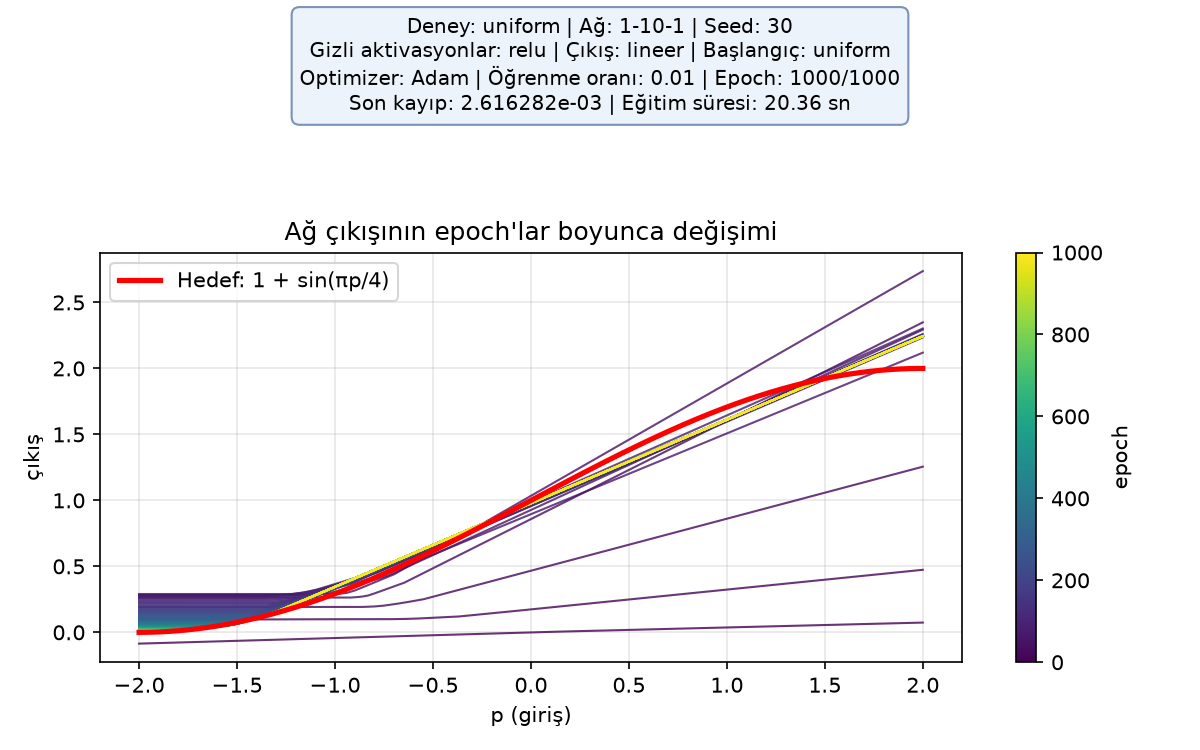 Deney: uniform | Ağ: 1-10-1 | Seed: 30
Gizli aktivasyonlar: relu | Çıkış: lineer | Başlangıç: uniform
Optimizer: Adam | Öğrenme oranı: 0.01 | Epoch: 1000/1000
Son kayıp: 2.616282e-03 | Eğitim süresi: 20.36 sn
Ağ çıkışının epoch'lar boyunca değişimi
Hedef: 1 + sin(πp/4)
çıkış
2.5
2.0
1.5
1.0
0.5
0.0
−2.0 −1.5 −1.0 −0.5 0.0 0.5 1.0 1.5 2.0
p (giriş)
1000
800
600
400
200
0
epoch